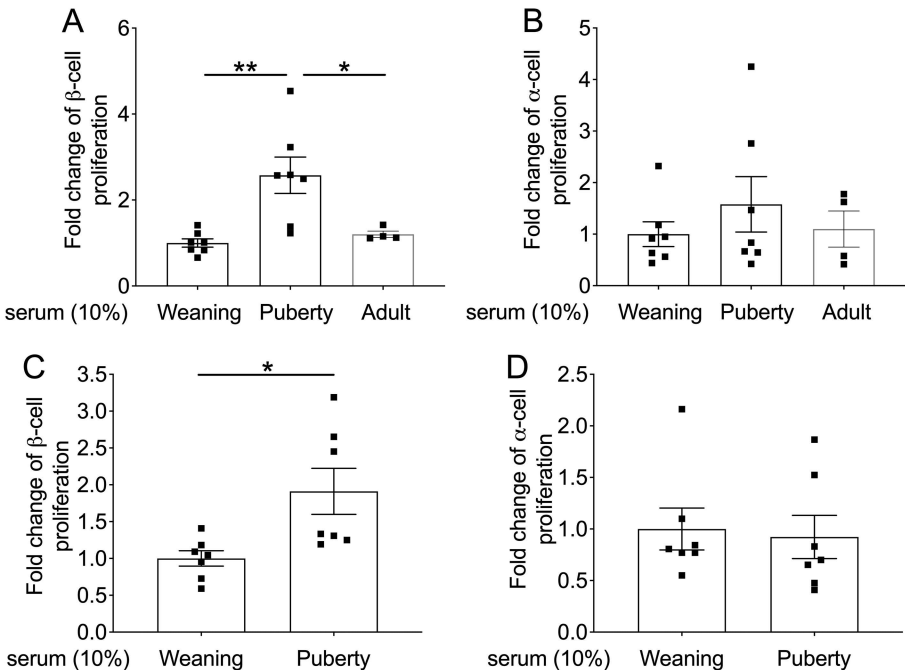 A
Fold change of β-cell
proliferation
6
4
2
0
**
*
serum (10%)
Weaning
Puberty
Adult
B
Fold change of α-cell
proliferation
5
4
3
2
1
0
serum (10%)
Weaning
Puberty
Adult
C
Fold change of β-cell
proliferation
3.5
3.0
2.5
2.0
1.5
1.0
0.5
0.0
*
serum (10%)
Weaning
Puberty
D
Fold change of α-cell
proliferation
2.5
2.0
1.5
1.0
0.5
0.0
serum (10%)
Weaning
Puberty